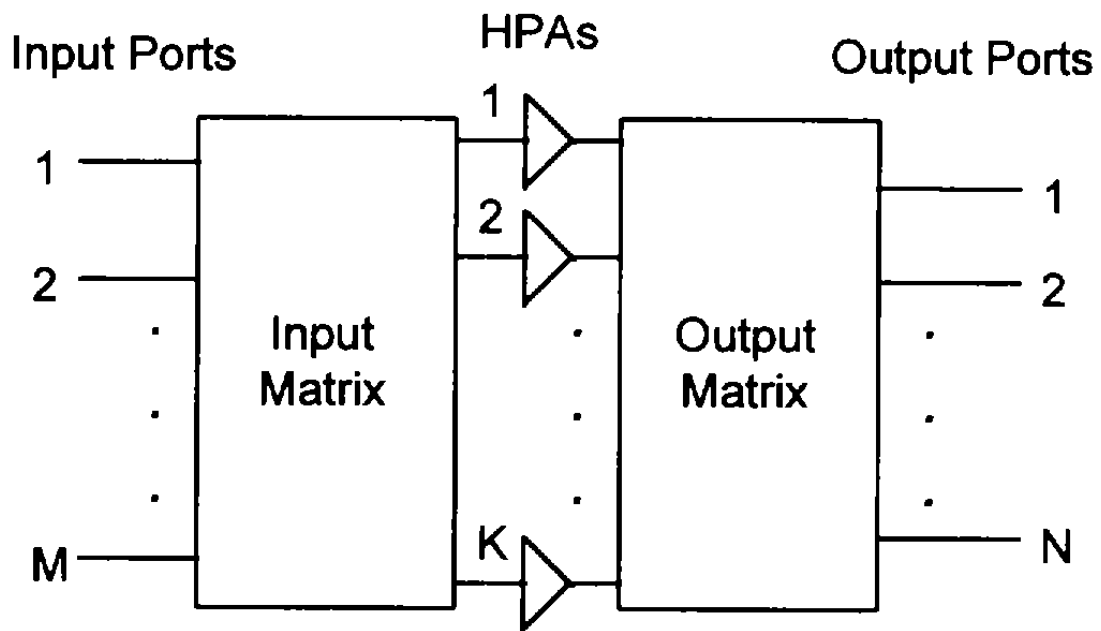 HPAs
Input Ports
Output Ports
1
1
1
2
2
2
Input
Matrix
Output
Matrix
M
K
N